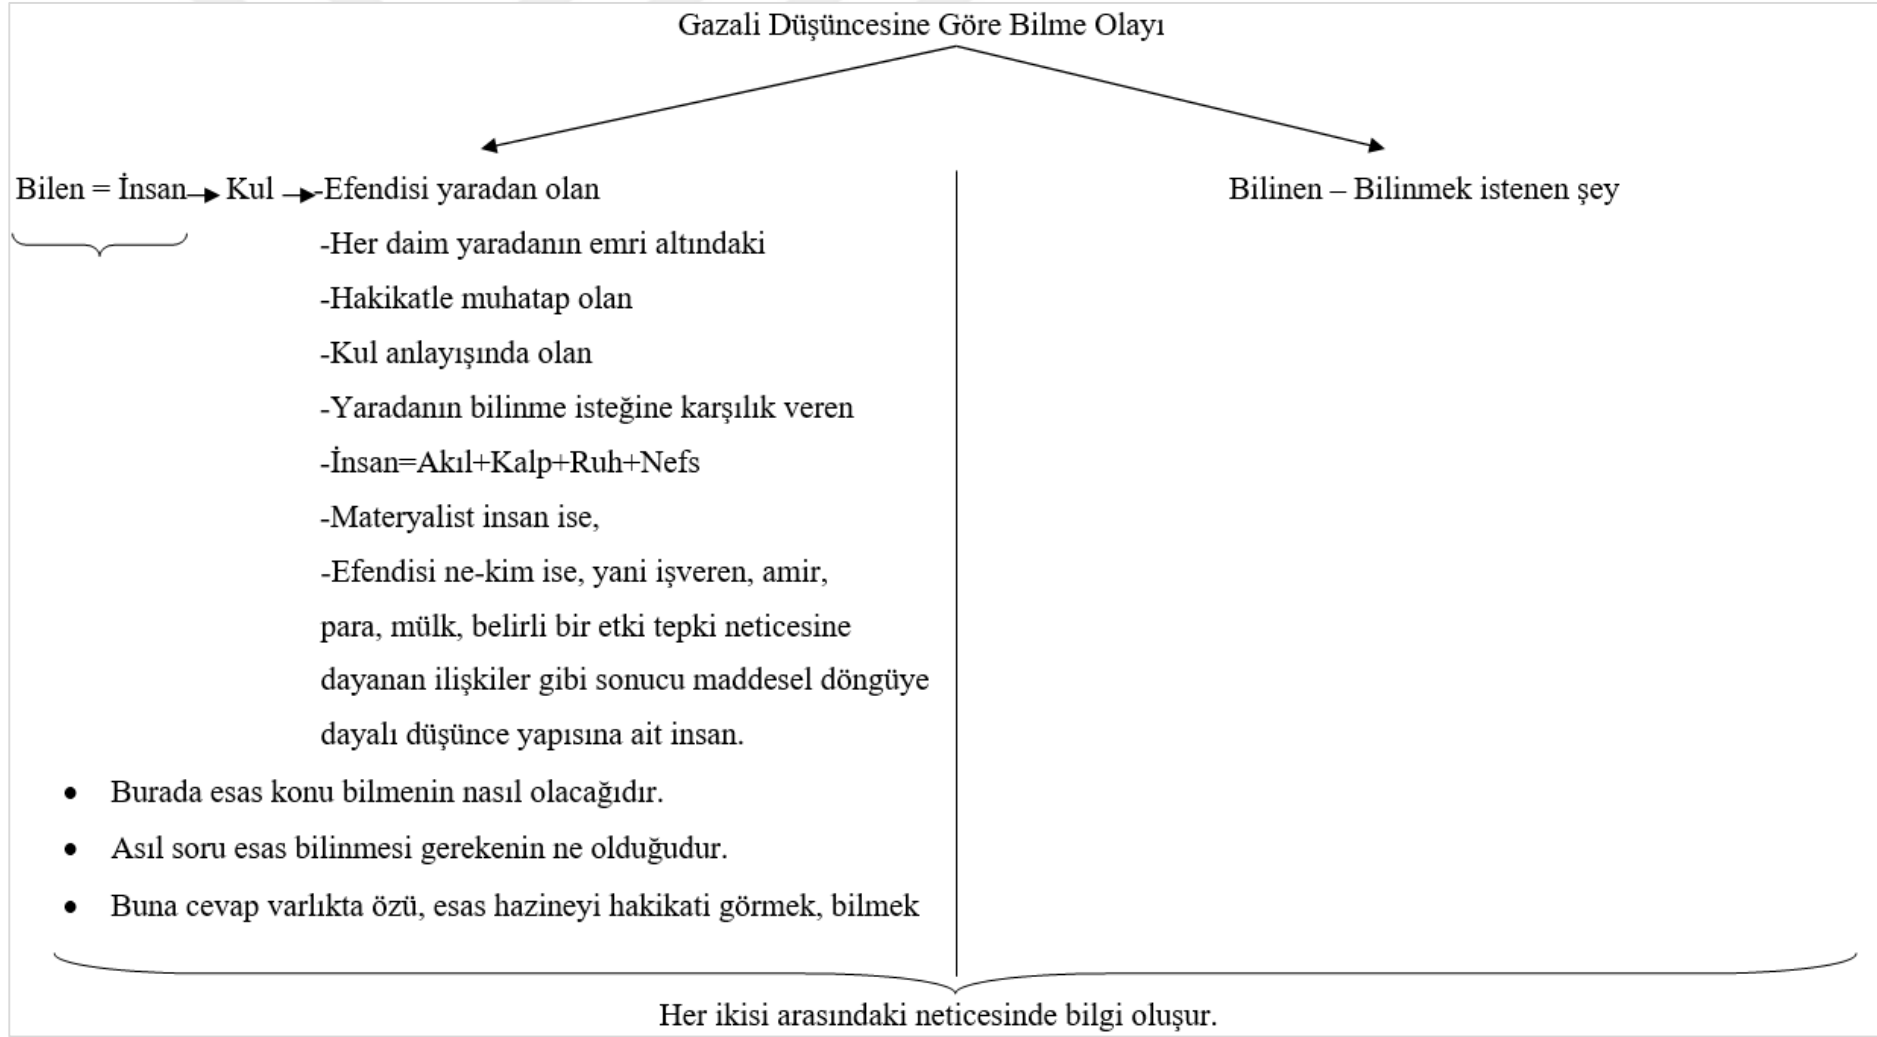 Gazali Düşüncesine Göre Bilme Olayı
Bilen = İnsan Kul -Efendisi yaradan olan
-Her daim yaradanın emri altındaki
-Hakikatle muhatap olan
-Kul anlayışında olan
-Yaradanın bilinme isteğine karşılık veren
-İnsan=Akıl+Kalp+Ruh+Nefs
-Materyalist insan ise,
-Efendisi ne-kim ise, yani işveren, amir,
para, mülk, belirli bir etki tepki neticesine
dayanan ilişkiler gibi sonucu maddesel döngüye
dayalı düşünce yapısına ait insan.
• Burada esas konu bilmenin nasıl olacağıdır.
• Asıl soru esas bilinmesi gerekenin ne olduğudur.
• Buna cevap varlıkta özü, esas hazineyi hakikati görmek, bilmek
Bilinen – Bilinmek istenen şey
Her ikisi arasındaki neticesinde bilgi oluşur.